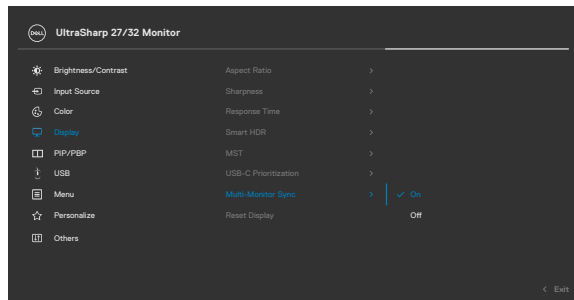 DELL UltraSharp 27/32 Monitor
Brightness/Contrast Aspect Ratio >
Input Source Sharpness >
Color Response Time >
Display Smart HDR >
PIP/PBP MST >
USB USB-C Prioritization >
Menu Multi-Monitor Sync > ✓ On
Personalize Reset Display Off
Others
< Exit